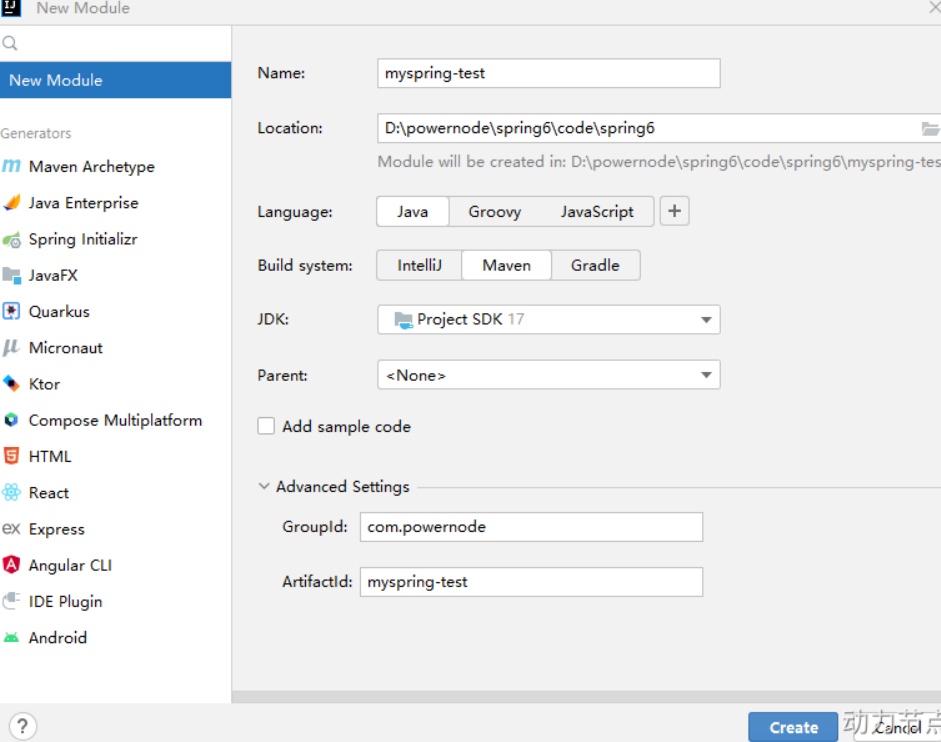 New Module
New Module
Generators
Maven Archetype
Java Enterprise
Spring Initializr
JavaFX
Quarkus
Micronaut
Ktor
Compose Multiplatform
HTML
React
Express
Angular CLI
IDE Plugin
Android
Name: myspring-test
Location: D:\powernode\spring6\code\spring6
Module will be created in: D:\powernode\spring6\code\spring6\myspring-tes
Language: Java Groovy JavaScript +
Build system: IntelliJ Maven Gradle
JDK: Project SDK 17
Parent: <None>
Add sample code
Advanced Settings
GroupId: com.powernode
ArtifactId: myspring-test
? Create Cancel
动力节点